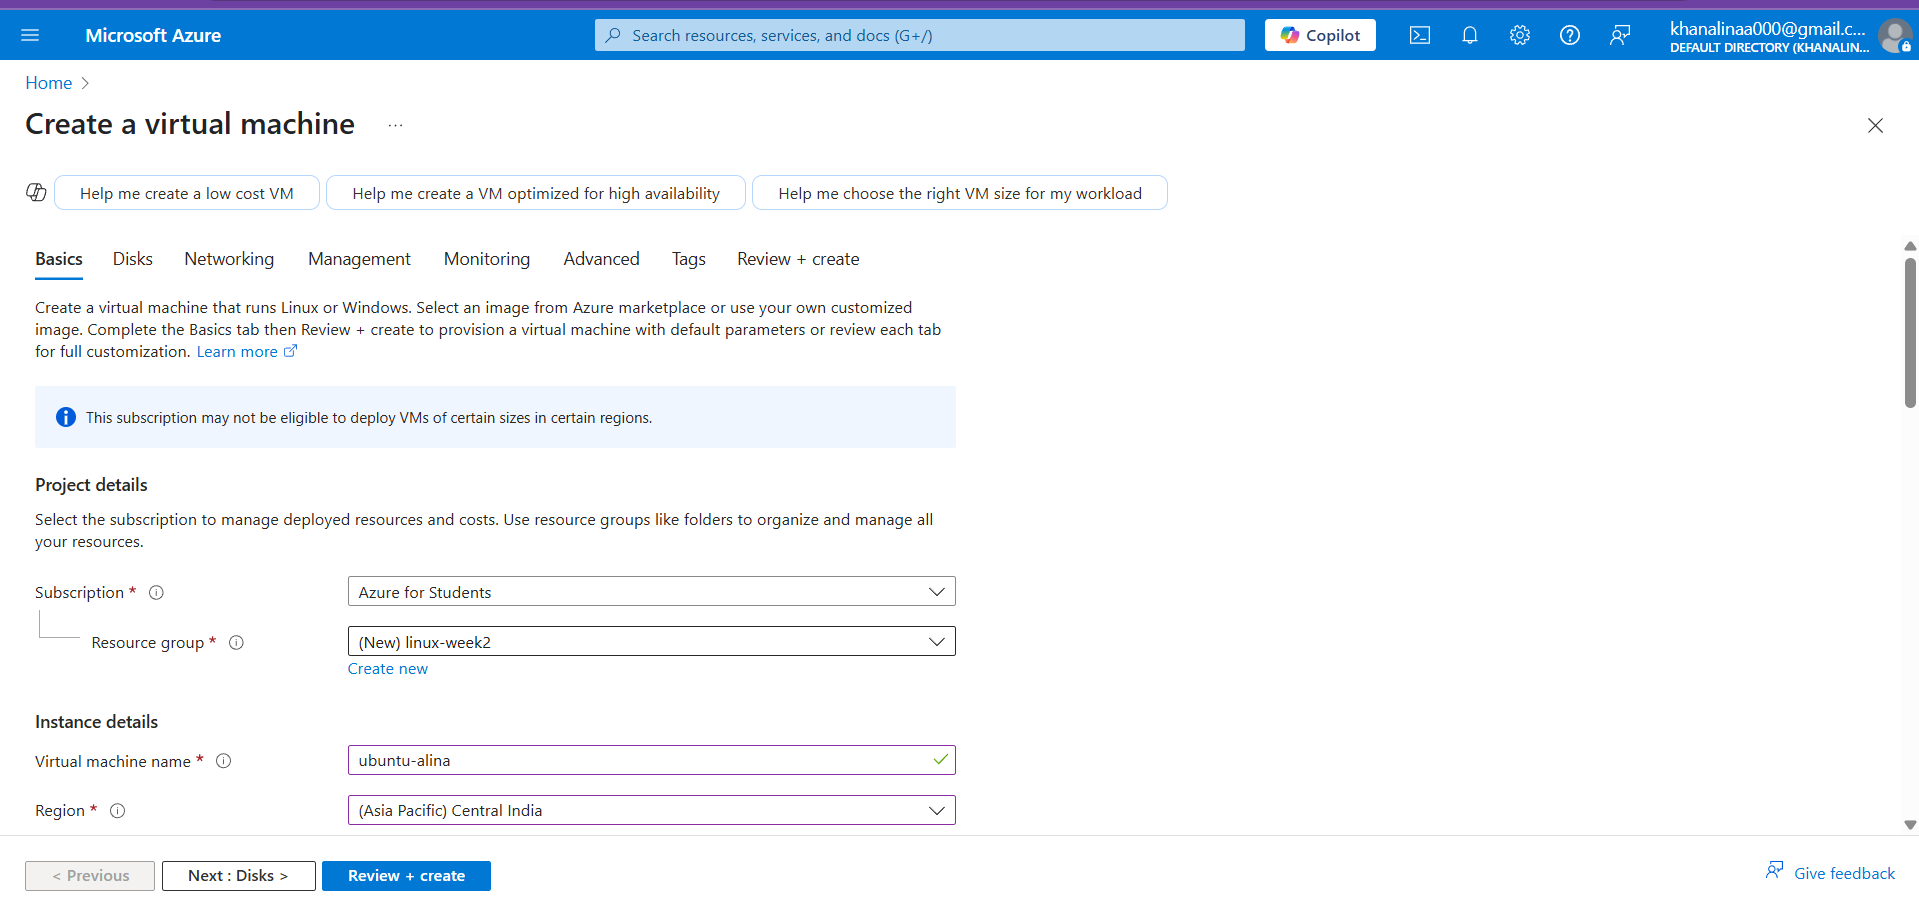 Microsoft Azure
Search resources, services, and docs (G+/)
Copilot
khanalinaa000@gmail.c...
DEFAULT DIRECTORY (KHANALIN...
Home >
Create a virtual machine ...
Help me create a low cost VM
Help me create a VM optimized for high availability
Help me choose the right VM size for my workload
Basics Disks Networking Management Monitoring Advanced Tags Review + create
Create a virtual machine that runs Linux or Windows. Select an image from Azure marketplace or use your own customized
image. Complete the Basics tab then Review + create to provision a virtual machine with default parameters or review each tab
for full customization. Learn more
This subscription may not be eligible to deploy VMs of certain sizes in certain regions.
Project details
Select the subscription to manage deployed resources and costs. Use resource groups like folders to organize and manage all
your resources.
Subscription * Azure for Students
Resource group * (New) linux-week2
Create new
Instance details
Virtual machine name * ubuntu-alina
Region * (Asia Pacific) Central India
< Previous Next : Disks > Review + create Give feedback